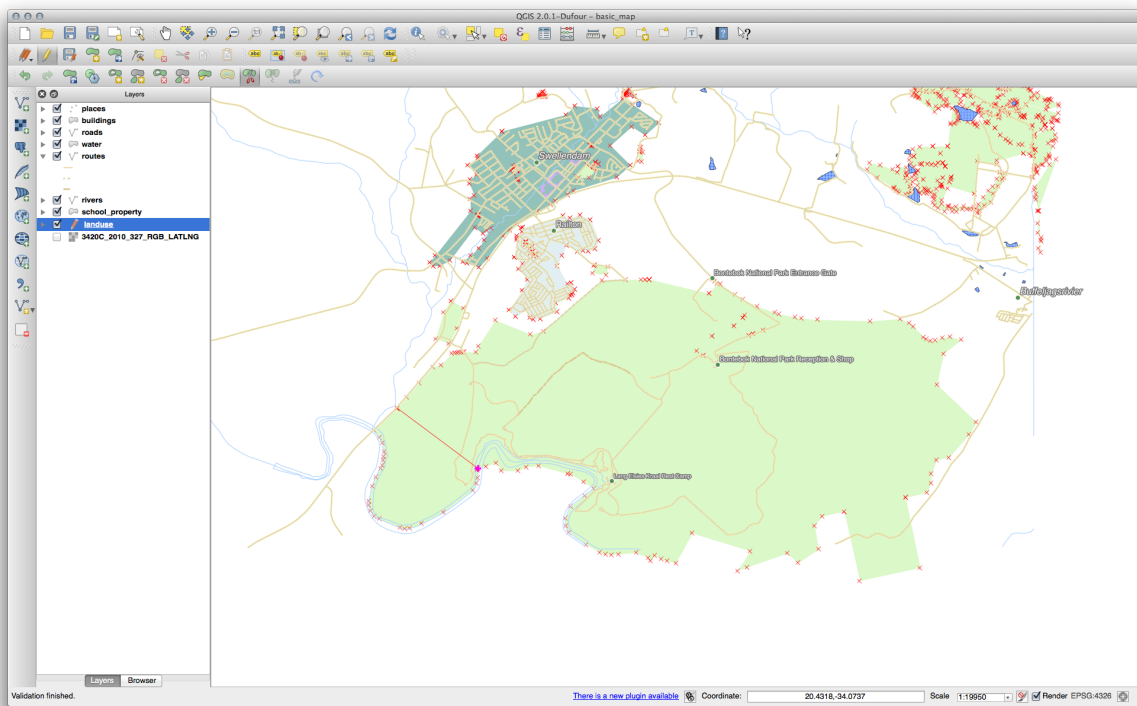 QGIS 2.0.1-Dufour - basic_map
Layers
places
buildings
roads
water
routes
rivers
school_property
landuse
3420C_2010_327_RGB_LATLNG
Swellendam
Railton
Bontebok National Park Entrance Gate
Buffeljagsrivier
Bontebok National Park Reception & Shop
Lang Elsies Kraal Rest Camp
Layers
Browser
Validation finished.
There is a new plugin available
Coordinate:
20.4318,-34.0737
Scale
1:19950
Render
EPSG:4326